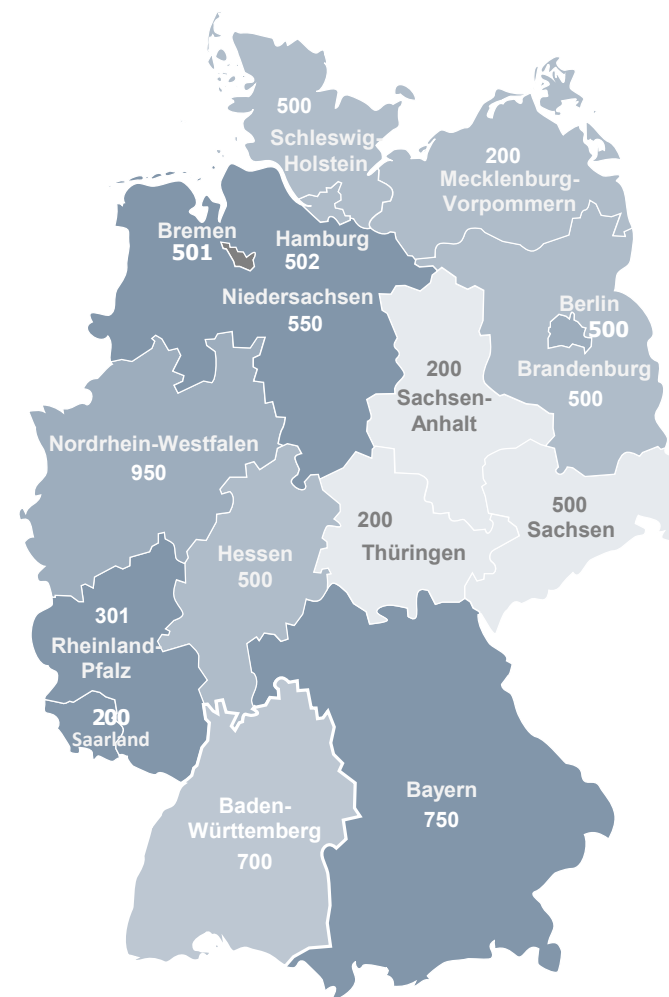 500
Schleswig-
Holstein
200
Mecklenburg-
Vorpommern
Bremen
501
Hamburg
502
Niedersachsen
550
Berlin
500
Brandenburg
500
200
Sachsen-
Anhalt
Nordrhein-Westfalen
950
500
Sachsen
200
Thüringen
Hessen
500
301
Rheinland-
Pfalz
200
Saarland
Bayern
750
Baden-
Württemberg
700